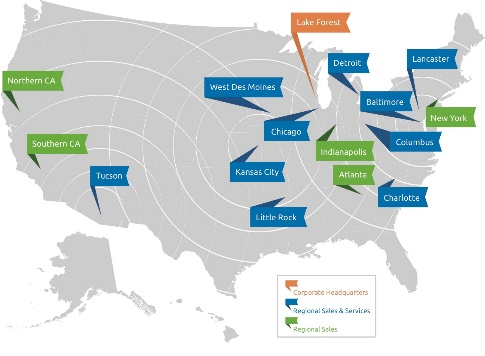 Lake Forest
Detroit
Lancaster
Northern CA
West Des Moines
Baltimore
New York
Chicago
Southern CA
Columbus
Indianapolis
Kansas City
Tucson
Atlanta
Charlotte
Little Rock
Corporate Headquarters
Regional Sales & Services
Regional Sales